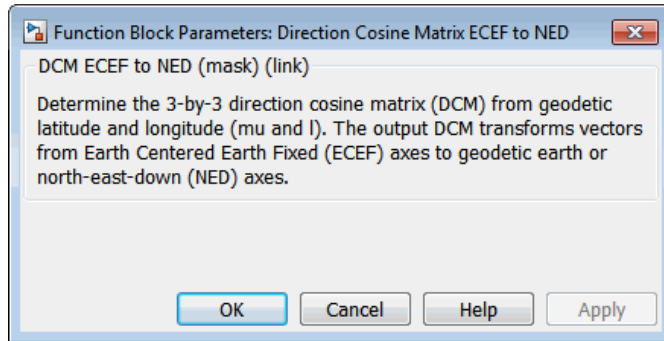 Function Block Parameters: Direction Cosine Matrix ECEF to NED
DCM ECEF to NED (mask) (link)
Determine the 3-by-3 direction cosine matrix (DCM) from geodetic
latitude and longitude (mu and l). The output DCM transforms vectors
from Earth Centered Earth Fixed (ECEF) axes to geodetic earth or
north-east-down (NED) axes.
OK Cancel Help Apply